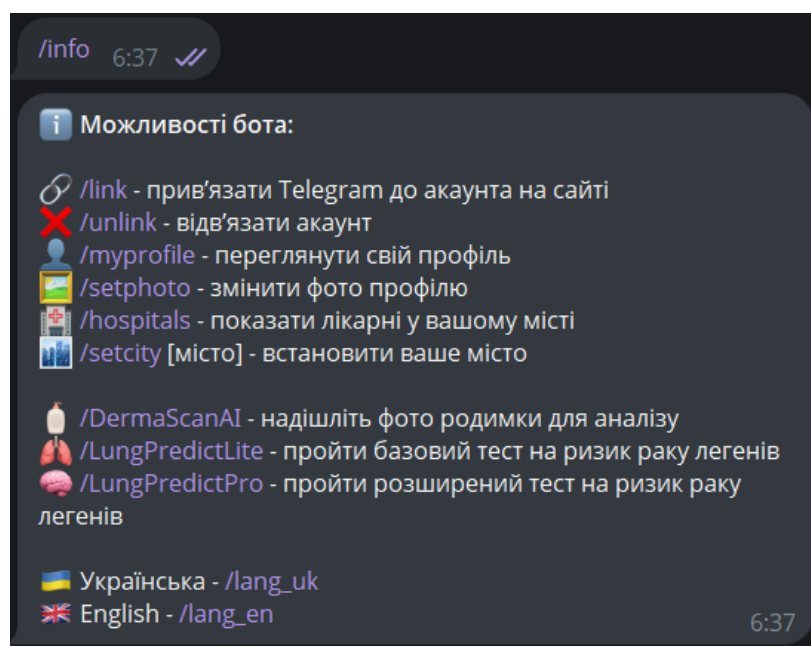 /info 6:37
Можливості бота:
/link - прив’язати Telegram до акаунта на сайті
/unlink - відв’язати акаунт
/myprofile - переглянути свій профіль
/setphoto - змінити фото профілю
/hospitals - показати лікарні у вашому місті
/setcity [місто] - встановити ваше місто
/DermaScanAI - надішліть фото родимки для аналізу
/LungPredictLite - пройти базовий тест на ризик раку легенів
/LungPredictPro - пройти розширений тест на ризик раку
легенів
Українська - /lang_uk
English - /lang_en
6:37